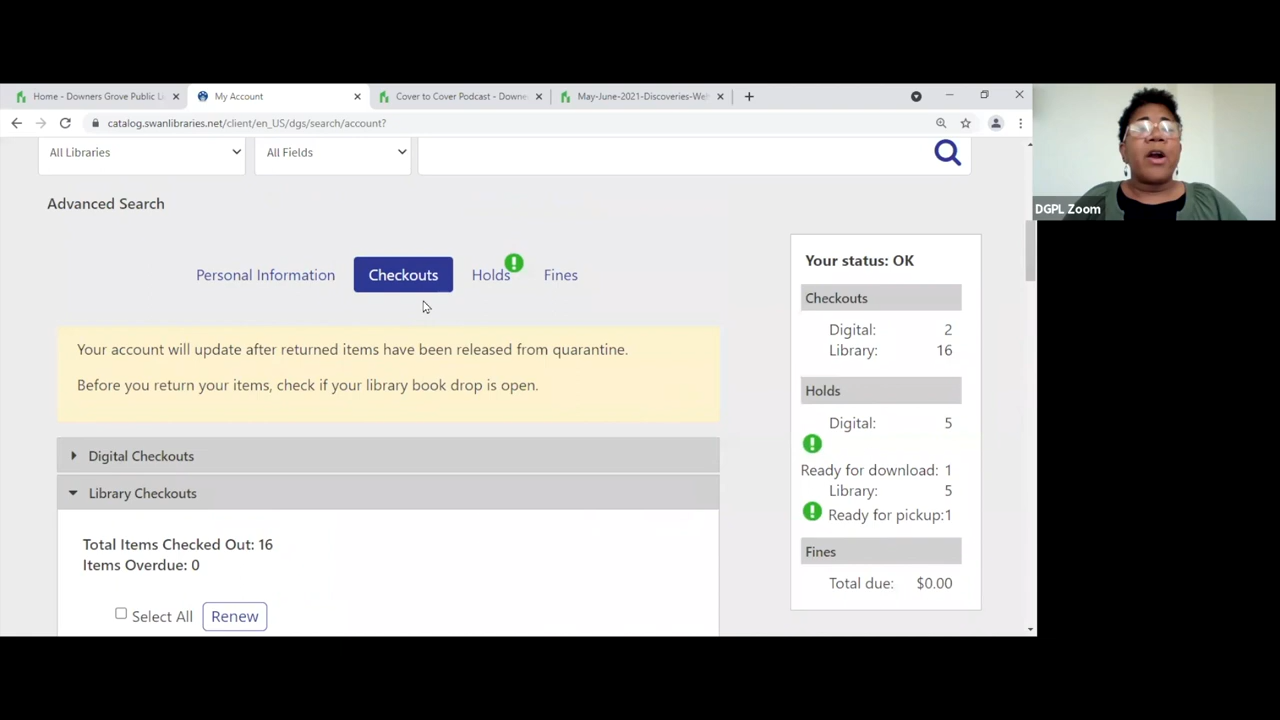 Home - Downers Grove Public Li
My Account
Cover to Cover Podcast - Downe
May-June-2021-Discoveries-Web
catalog.swanlibraries.net/client/en_US/dgs/search/account?
All Libraries
All Fields
Advanced Search
Personal Information
Checkouts
Holds
Fines
Your account will update after returned items have been released from quarantine.
Before you return your items, check if your library book drop is open.
Digital Checkouts
Library Checkouts
Total Items Checked Out: 16
Items Overdue: 0
Select All
Renew
Your status: OK
Checkouts
Digital: 2
Library: 16
Holds
Digital: 5
Ready for download: 1
Library: 5
Ready for pickup:1
Fines
Total due: $0.00
DGPL Zoom